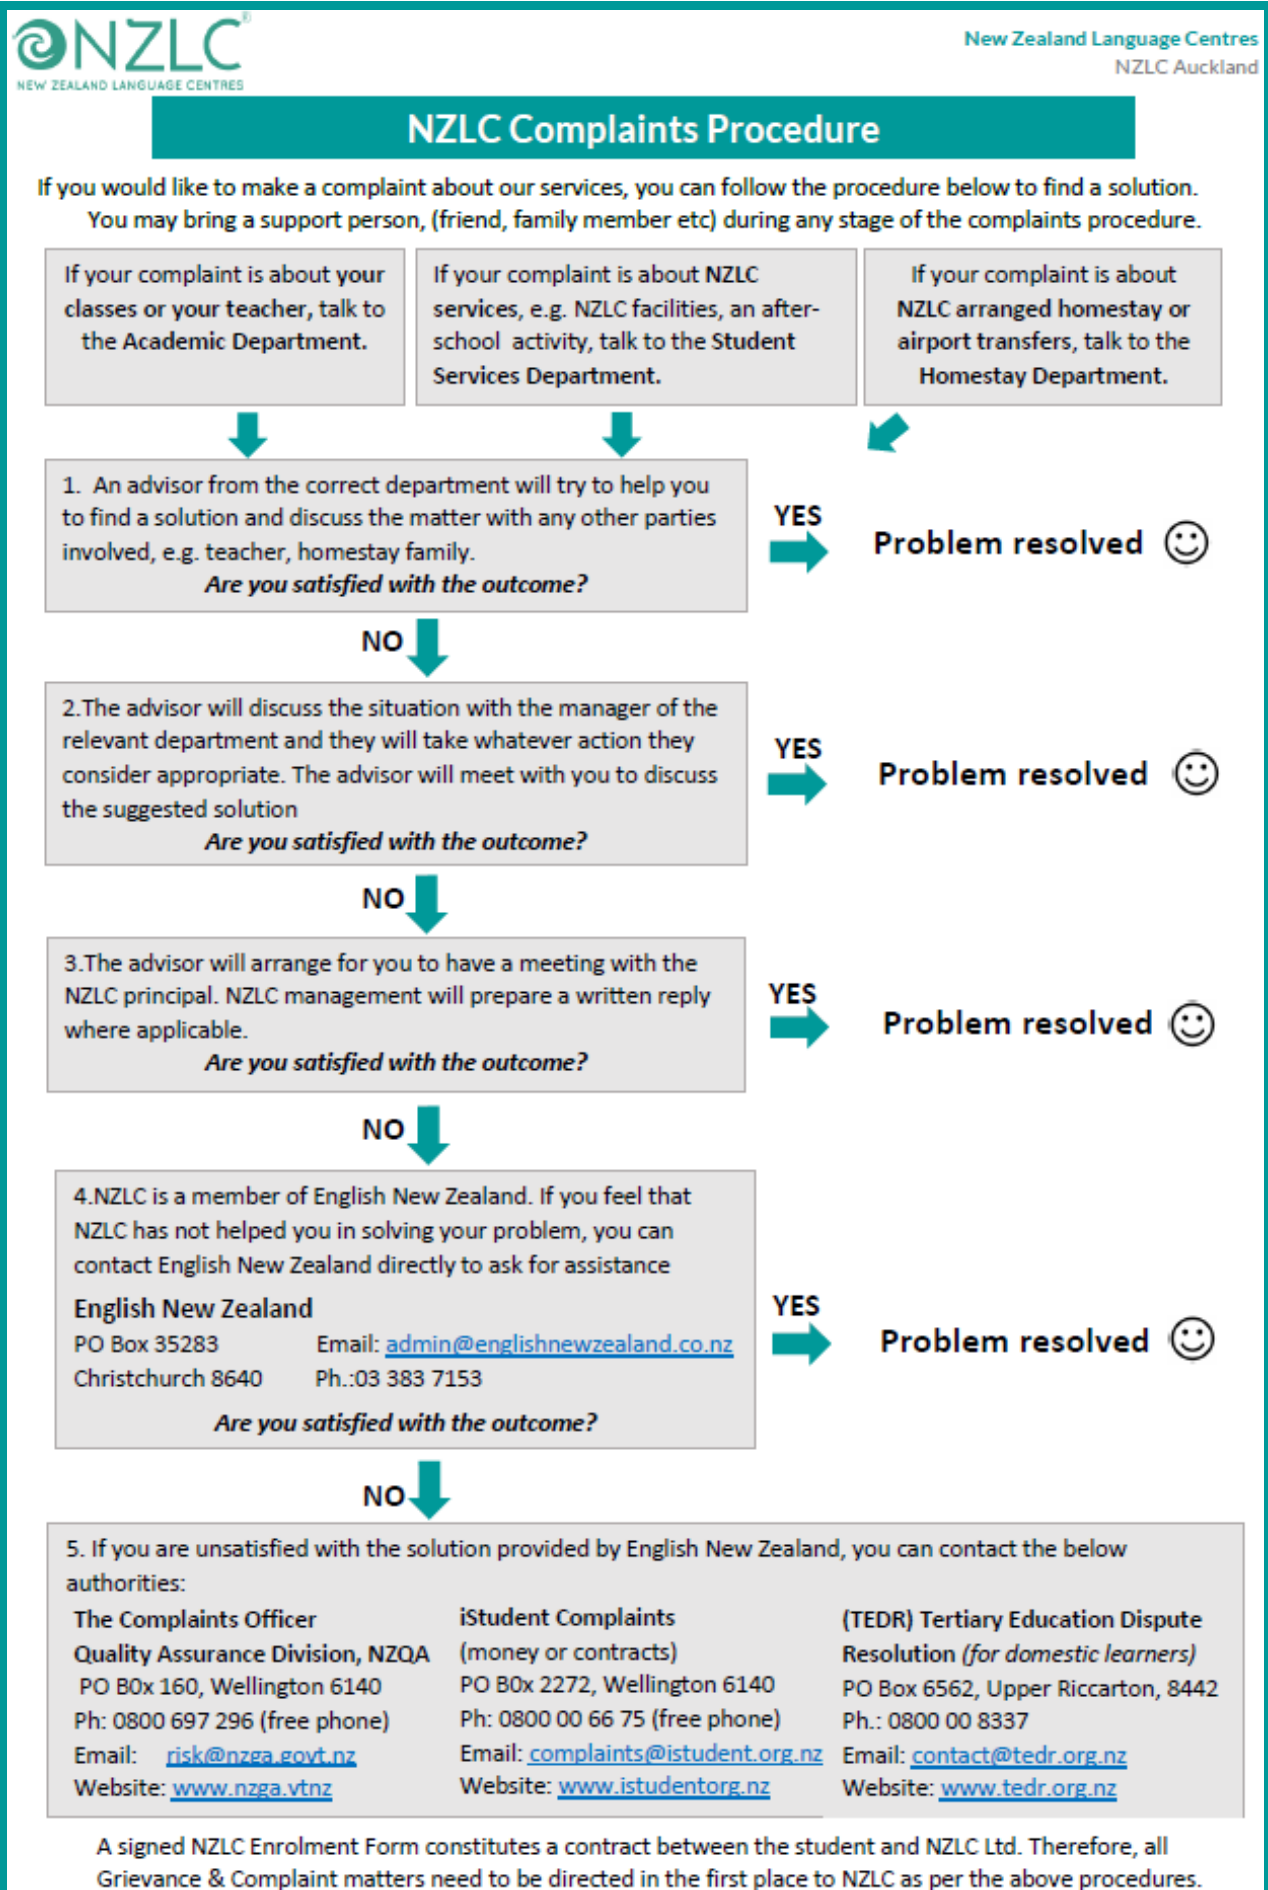 NZLC®
NEW ZEALAND LANGUAGE CENTRES
New Zealand Language Centres
NZLC Auckland
NZLC Complaints Procedure
If you would like to make a complaint about our services, you can follow the procedure below to find a solution.
You may bring a support person, (friend, family member etc) during any stage of the complaints procedure.
If your complaint is about your
classes or your teacher, talk to
the Academic Department.
If your complaint is about NZLC
services, e.g. NZLC facilities, an after-
school activity, talk to the Student
Services Department.
If your complaint is about
NZLC arranged homestay or
airport transfers, talk to the
Homestay Department.
1. An advisor from the correct department will try to help you
to find a solution and discuss the matter with any other parties
involved, e.g. teacher, homestay family.
Are you satisfied with the outcome?
YES
Problem resolved
NO
2.The advisor will discuss the situation with the manager of the
relevant department and they will take whatever action they
consider appropriate. The advisor will meet with you to discuss
the suggested solution
Are you satisfied with the outcome?
YES
Problem resolved
NO
3.The advisor will arrange for you to have a meeting with the
NZLC principal. NZLC management will prepare a written reply
where applicable.
Are you satisfied with the outcome?
YES
Problem resolved
NO
4.NZLC is a member of English New Zealand. If you feel that
NZLC has not helped you in solving your problem, you can
contact English New Zealand directly to ask for assistance
English New Zealand
PO Box 35283 Email: admin@englishnewzealand.co.nz
Christchurch 8640 Ph.:03 383 7153
Are you satisfied with the outcome?
YES
Problem resolved
NO
5. If you are unsatisfied with the solution provided by English New Zealand, you can contact the below
authorities:
The Complaints Officer
Quality Assurance Division, NZQA
PO B0x 160, Wellington 6140
Ph: 0800 697 296 (free phone)
Email: risk@nzga.govt.nz
Website: www.nzga.vtnz
iStudent Complaints
(money or contracts)
PO B0x 2272, Wellington 6140
Ph: 0800 00 66 75 (free phone)
Email: complaints@istudent.org.nz
Website: www.istudentorg.nz
(TEDR) Tertiary Education Dispute
Resolution (for domestic learners)
PO Box 6562, Upper Riccarton, 8442
Ph.: 0800 00 8337
Email: contact@tedr.org.nz
Website: www.tedr.org.nz
A signed NZLC Enrolment Form constitutes a contract between the student and NZLC Ltd. Therefore, all
Grievance & Complaint matters need to be directed in the first place to NZLC as per the above procedures.